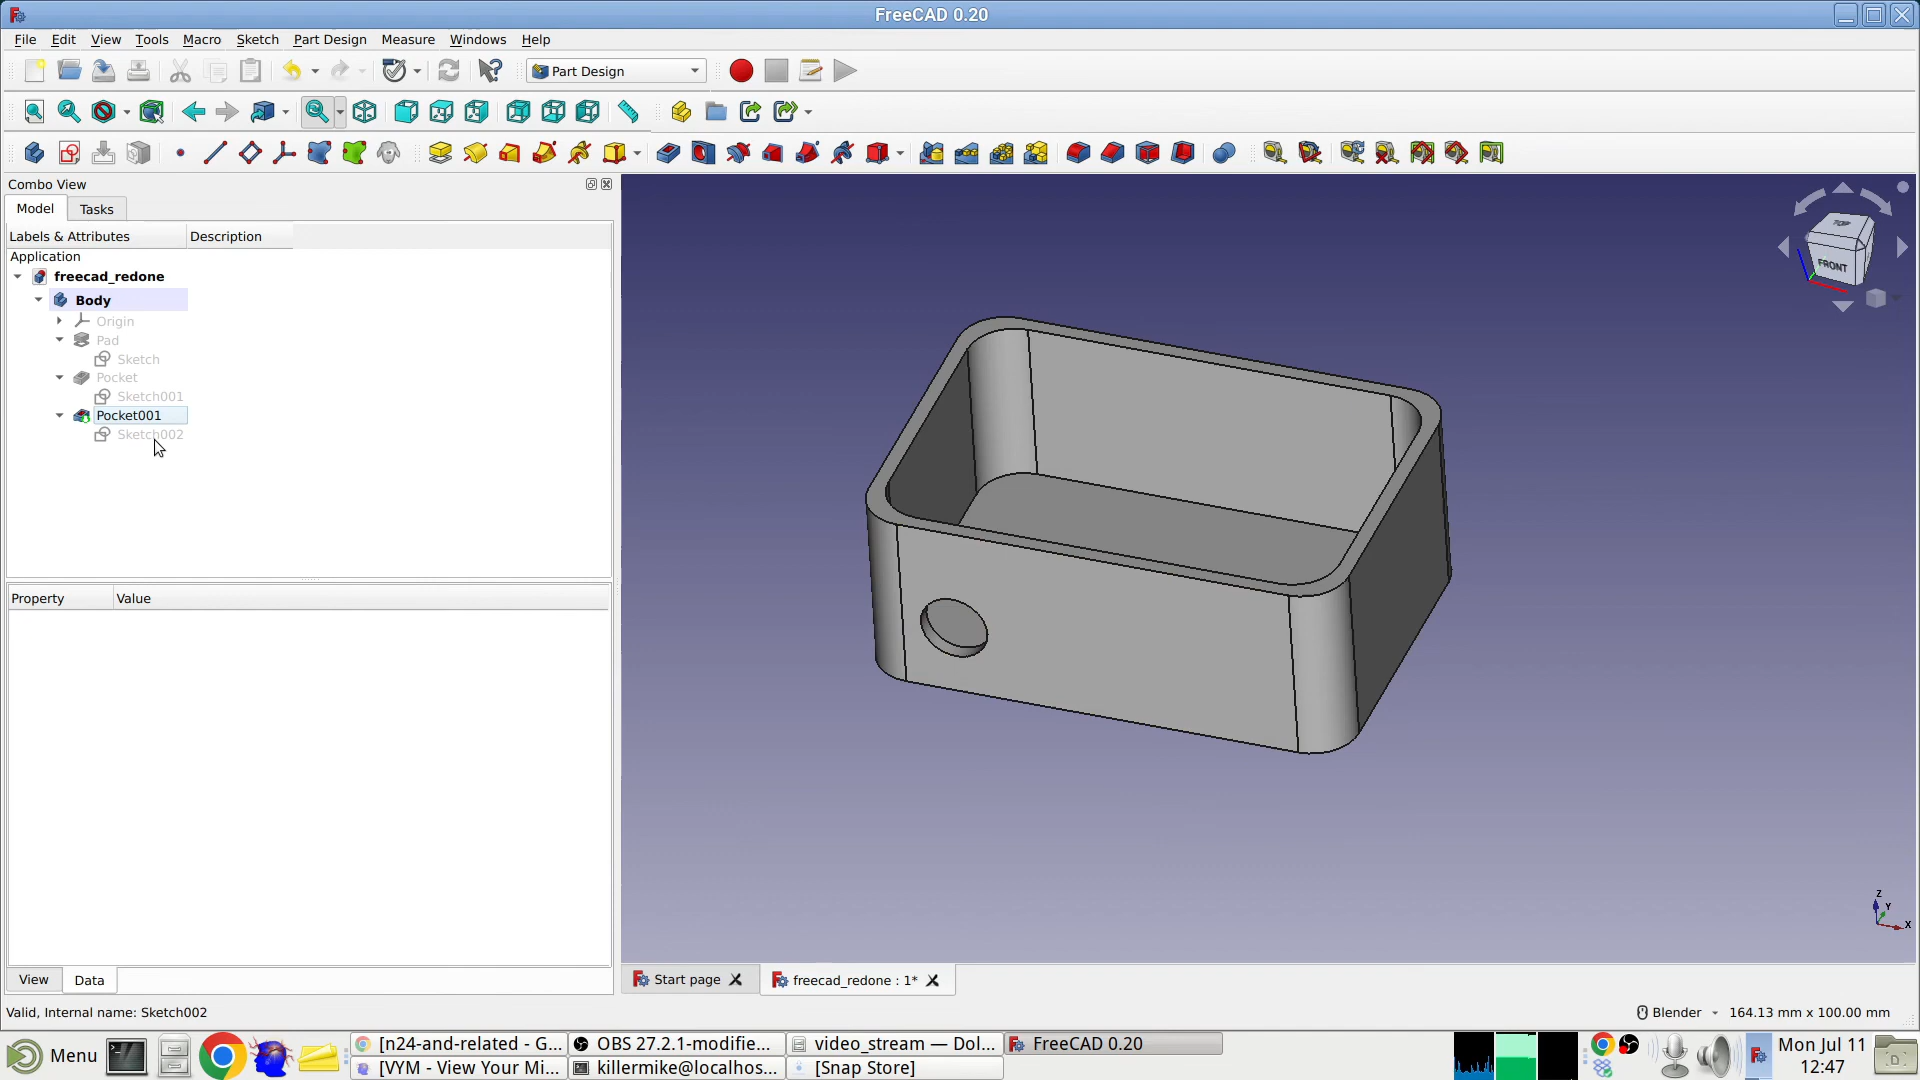 FreeCAD 0.20
File Edit View Tools Macro Sketch Part Design Measure Windows Help
Part Design
Combo View
Model Tasks
Labels & Attributes Description
Application
freecad_redone
Body
Origin
Pad
Sketch
Pocket
Sketch001
Pocket001
Sketch002
TOP
FRONT
Property Value
Z
Y
X
View Data
Start page
freecad_redone : 1*
Valid, Internal name: Sketch002
Blender 164.13 mm x 100.00 mm
Menu
[n24-and-related - G...
OBS 27.2.1-modifie...
video_stream — Dol...
FreeCAD 0.20
[VYM - View Your Mi...
killermike@localhos...
[Snap Store]
Mon Jul 11
12:47